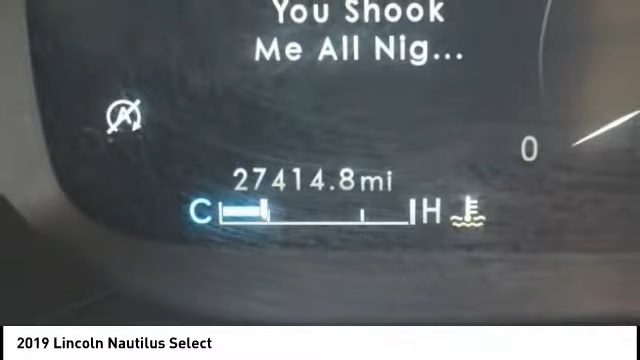 You Shook
Me All Nig...
A
0
27414.8mi
C H
2019 Lincoln Nautilus Select